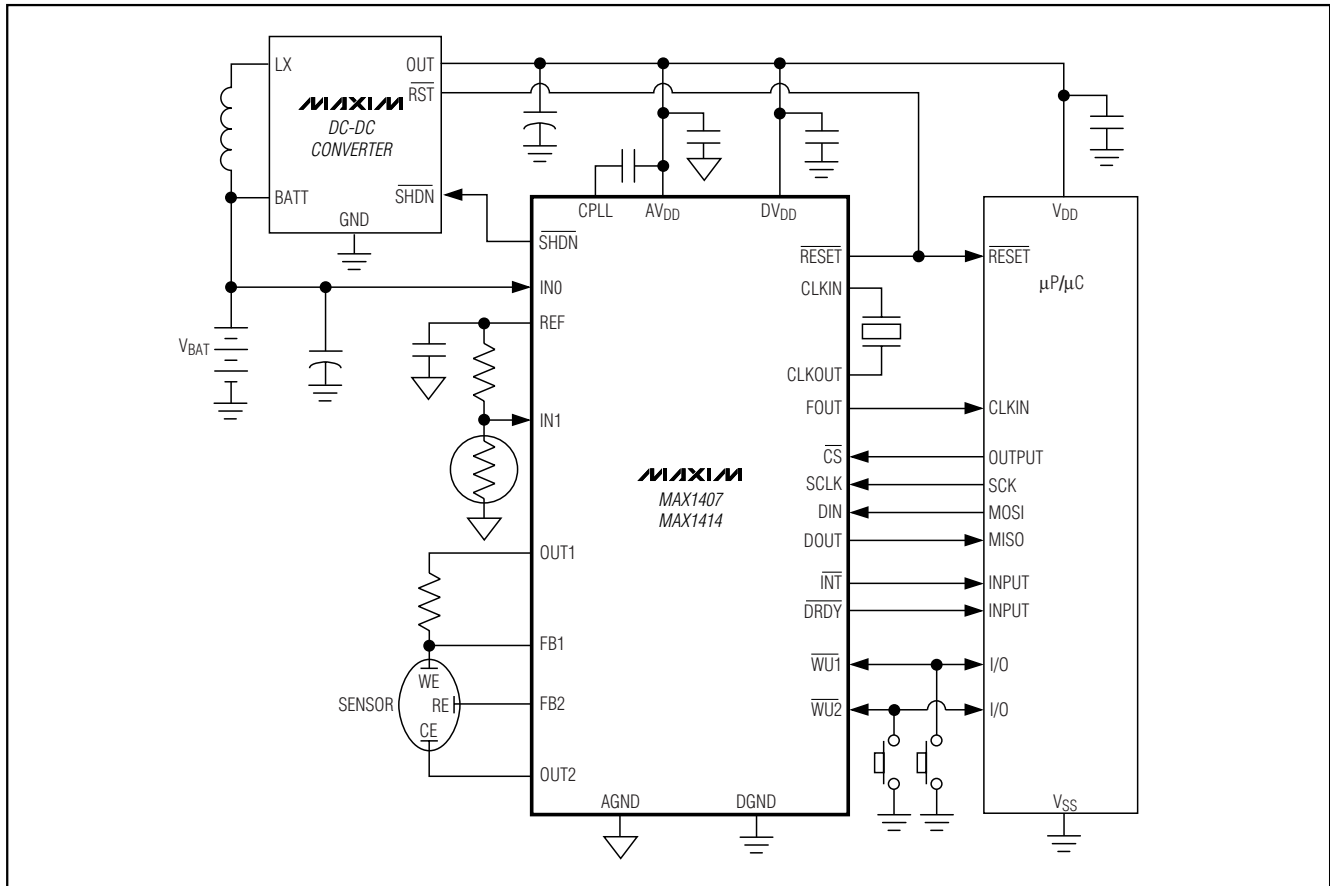 LX
OUT
RST
MAXIM
DC-DC
CONVERTER
BATT
SHDN
GND
CPLL
AVDD
DVDD
VDD
SHDN
RESET
RESET
μP/μC
IN0
CLKIN
REF
VBAT
CLKOUT
FOUT
CLKIN
IN1
CS
OUTPUT
MAXIM
SCLK
SCK
MAX1407
DIN
MOSI
MAX1414
DOUT
MISO
OUT1
INT
INPUT
DRDY
INPUT
FB1
WU1
I/O
WE
SENSOR
RE
FB2
WU2
I/O
CE
OUT2
AGND
DGND
VSS